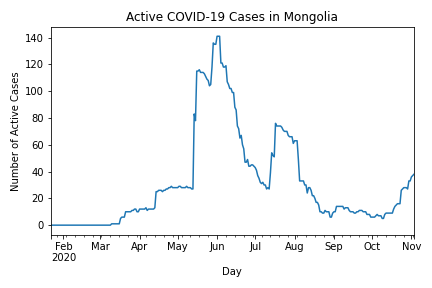 Active COVID-19 Cases in Mongolia
Number of Active Cases
140
120
100
80
60
40
20
0
Feb Mar Apr May Jun Jul Aug Sep Oct Nov
2020
Day